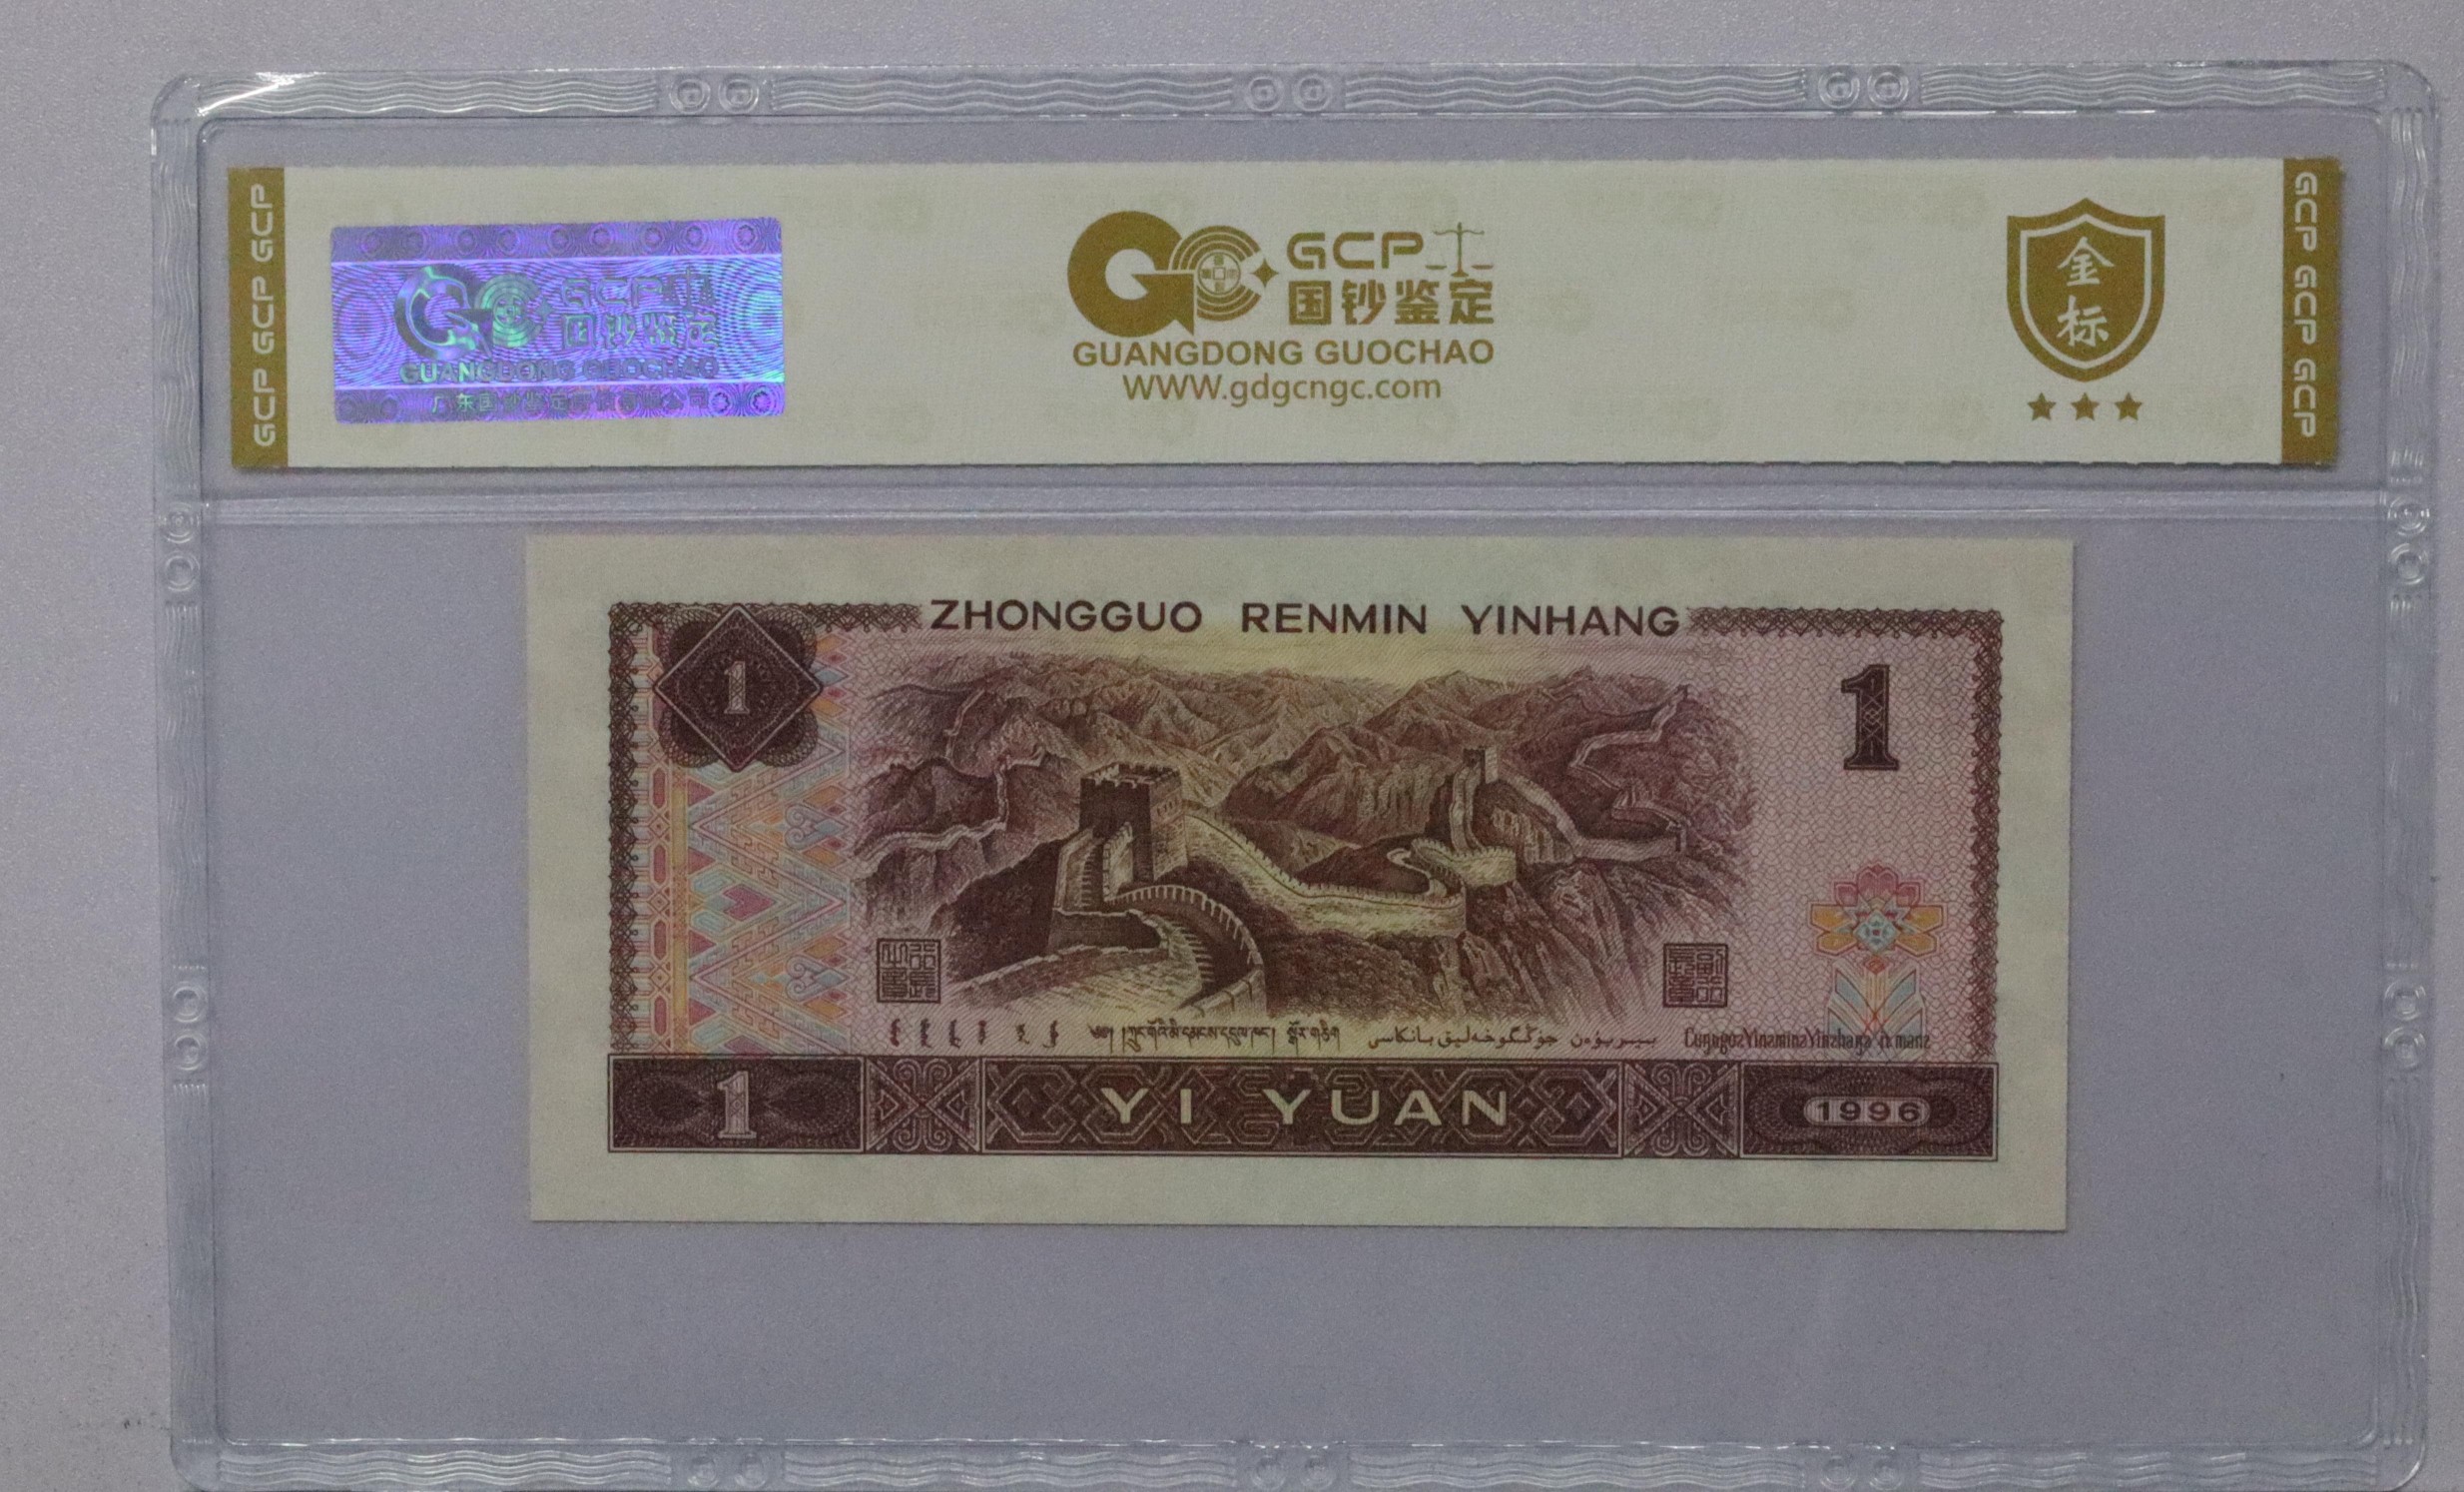 GCP GCP GCP
GCP
国钞鉴定
GUANGDONG GUOCHAO
GCP
国钞鉴定
GUANGDONG GUOCHAO
WWW.gdgcngc.com
金
标
GCP GCP GCP
ZHONGGUO RENMIN YINHANG
1
1
1
YI YUAN
1996